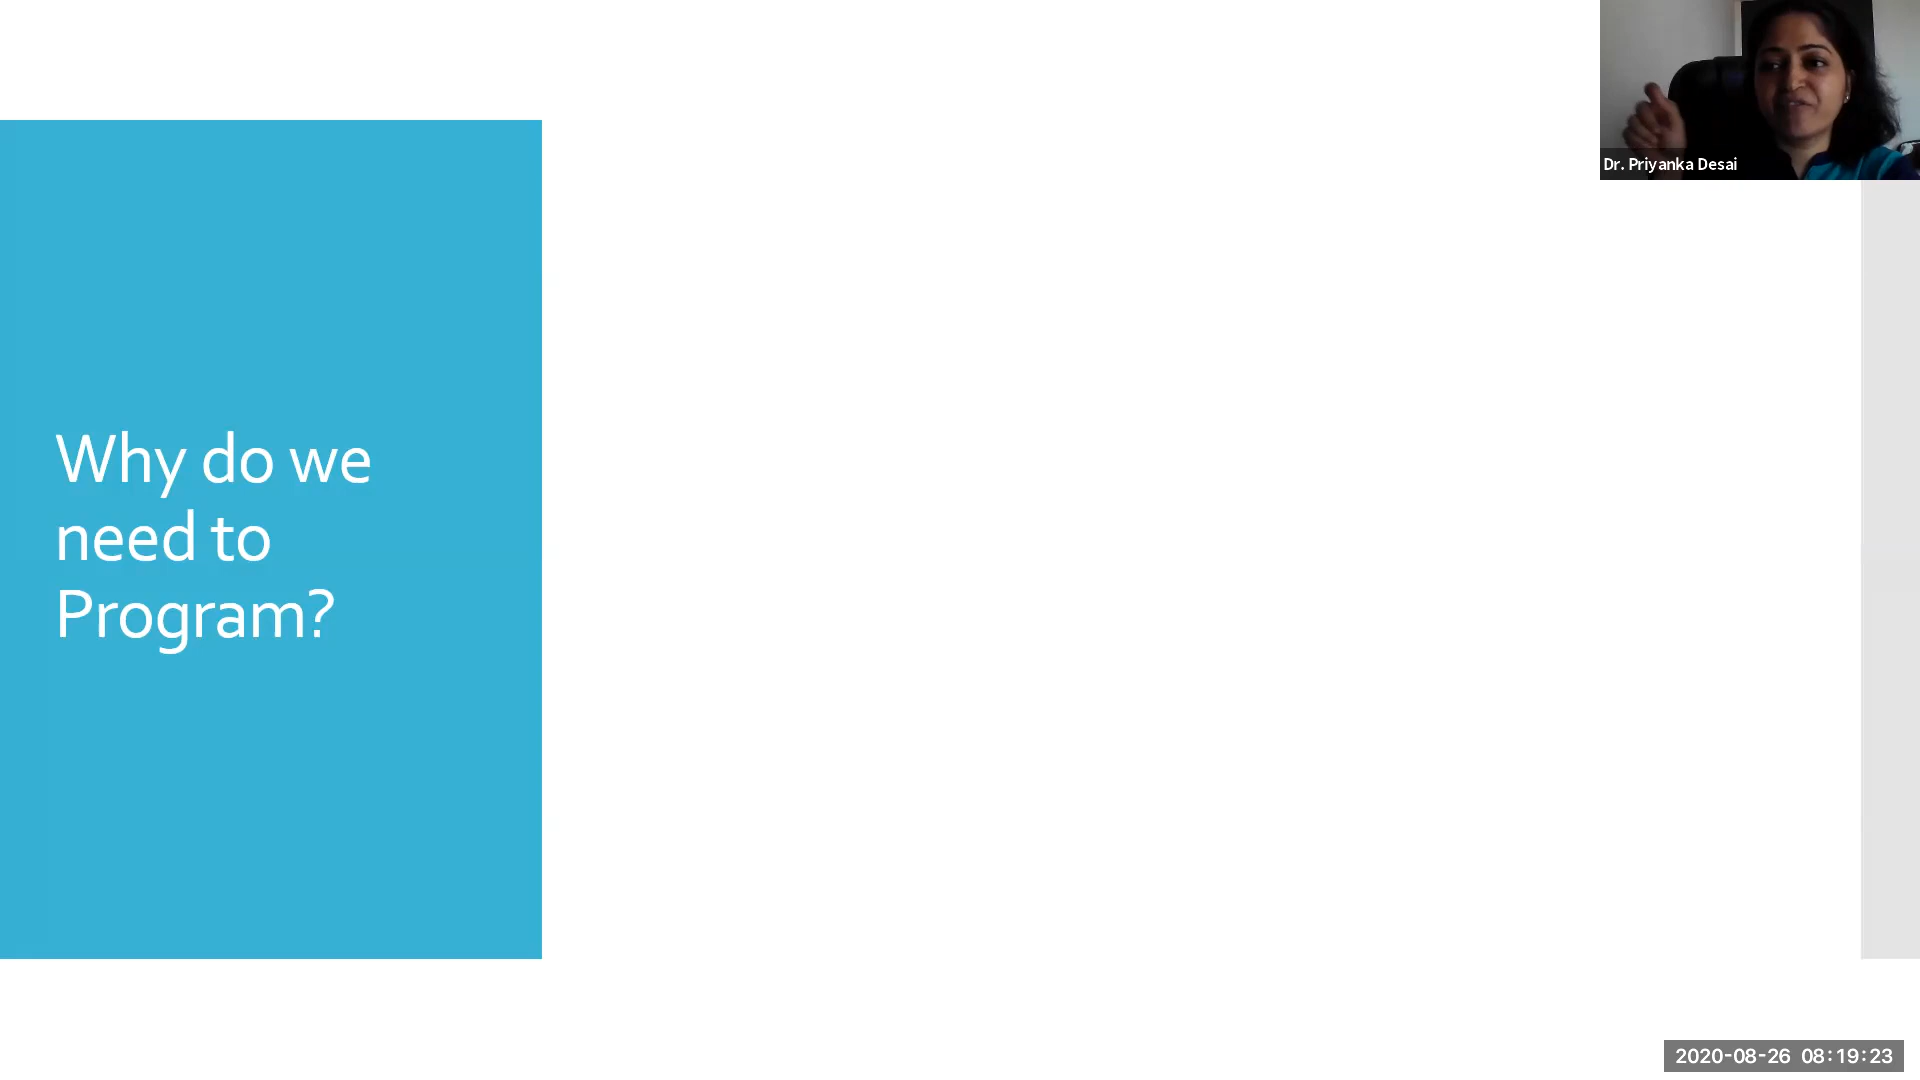 Why do we
need to
Program?
Dr. Priyanka Desai
2020-08-26 08:19:23